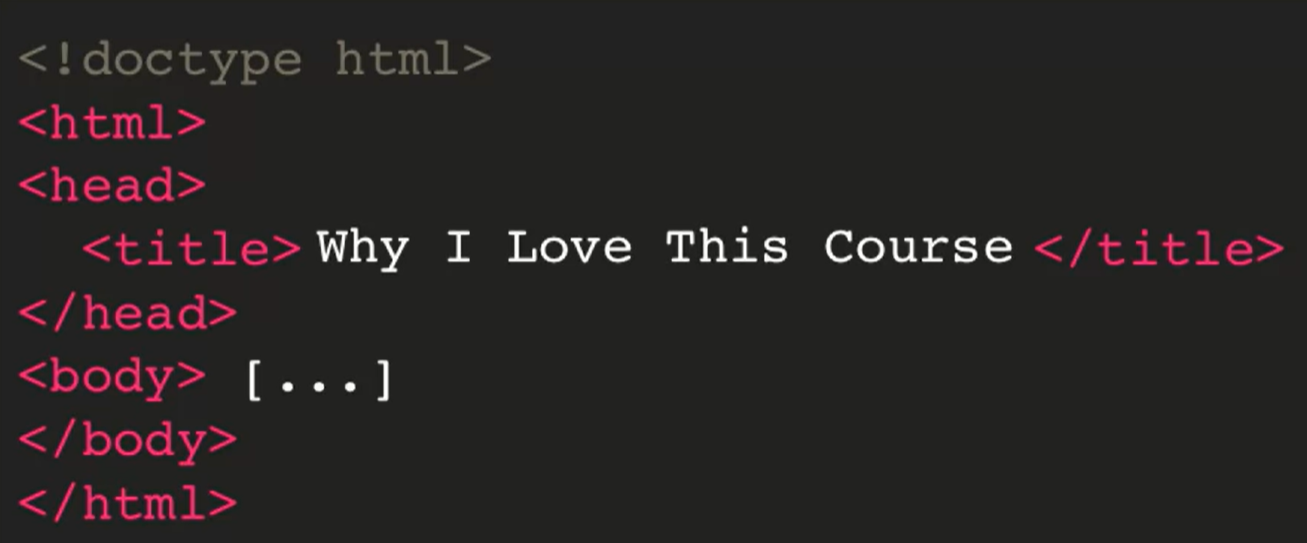 <!doctype html>
<html>
<head>
  <title> Why I Love This Course </title>
</head>
<body> [...]
</body>
</html>